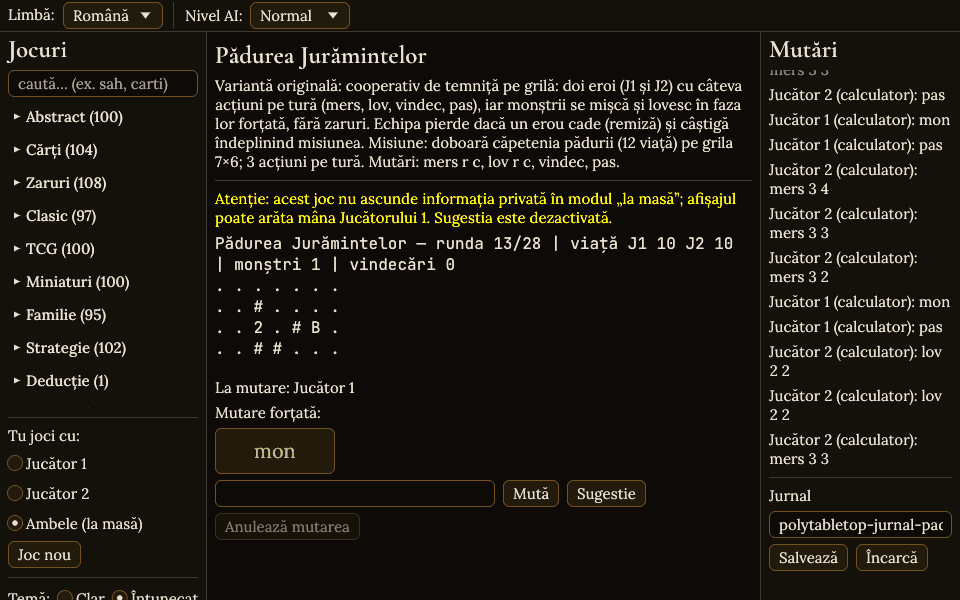 Limbă: Română ▼ Nivel AI: Normal ▼
Jocuri
caută... (ex. sah, carti)
▸ Abstract (100)
▸ Cărți (104)
▸ Zaruri (108)
▸ Clasic (97)
▸ TCG (100)
▸ Miniaturi (100)
▸ Familie (95)
▸ Strategie (102)
▸ Deducție (1)
Tu joci cu:
Jucător 1
Jucător 2
Ambele (la masă)
Joc nou
Temă: Clar Întunecat
Pădurea Jurămintelor
Variantă originală: cooperativ de temniță pe grilă: doi eroi (J1 și J2) cu câteva
acțiuni pe tură (mers, lov, vindec, pas), iar monștrii se mișcă și lovesc în faza
lor forțată, fără zaruri. Echipa pierde dacă un erou cade (remiză) și câștigă
îndeplinind misiunea. Misiune: doboară căpetenia pădurii (12 viață) pe grila
7×6; 3 acțiuni pe tură. Mutări: mers r c, lov r c, vindec, pas.
Atenție: acest joc nu ascunde informația privată în modul „la masă”; afișajul
poate arăta mâna Jucătorului 1. Sugestia este dezactivată.
Pădurea Jurămintelor — runda 13/28 | viață J1 10 J2 10
| monștri 1 | vindecări 0
. . . . . . .
. . # . . . .
. . 2 . # B .
. . # # . . .
La mutare: Jucător 1
Mutare forțată:
mon
Mută Sugestie
Anulează mutarea
Mutări
mers 3 3
Jucător 2 (calculator): pas
Jucător 1 (calculator): mon
Jucător 1 (calculator): pas
Jucător 2 (calculator):
mers 3 4
Jucător 2 (calculator):
mers 3 3
Jucător 2 (calculator):
mers 3 2
Jucător 1 (calculator): mon
Jucător 1 (calculator): pas
Jucător 2 (calculator): lov
2 2
Jucător 2 (calculator): lov
2 2
Jucător 2 (calculator):
mers 3 3
Jurnal
polytabletop-jurnal-pad
Salvează Încarcă